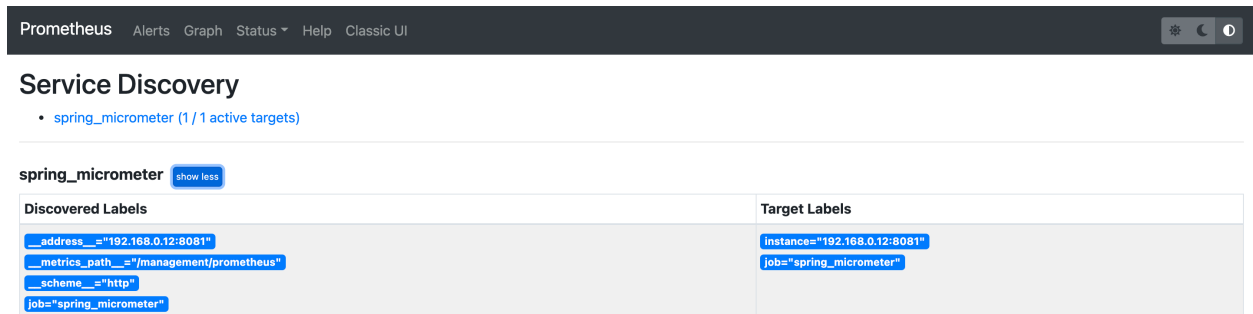 Prometheus Alerts Graph Status Help Classic UI
Service Discovery
spring_micrometer (1 / 1 active targets)
spring_micrometer show less
Discovered Labels Target Labels
__address__="192.168.0.12:8081" instance="192.168.0.12:8081"
__metrics_path__="/management/prometheus" job="spring_micrometer"
__scheme__="http"
job="spring_micrometer"